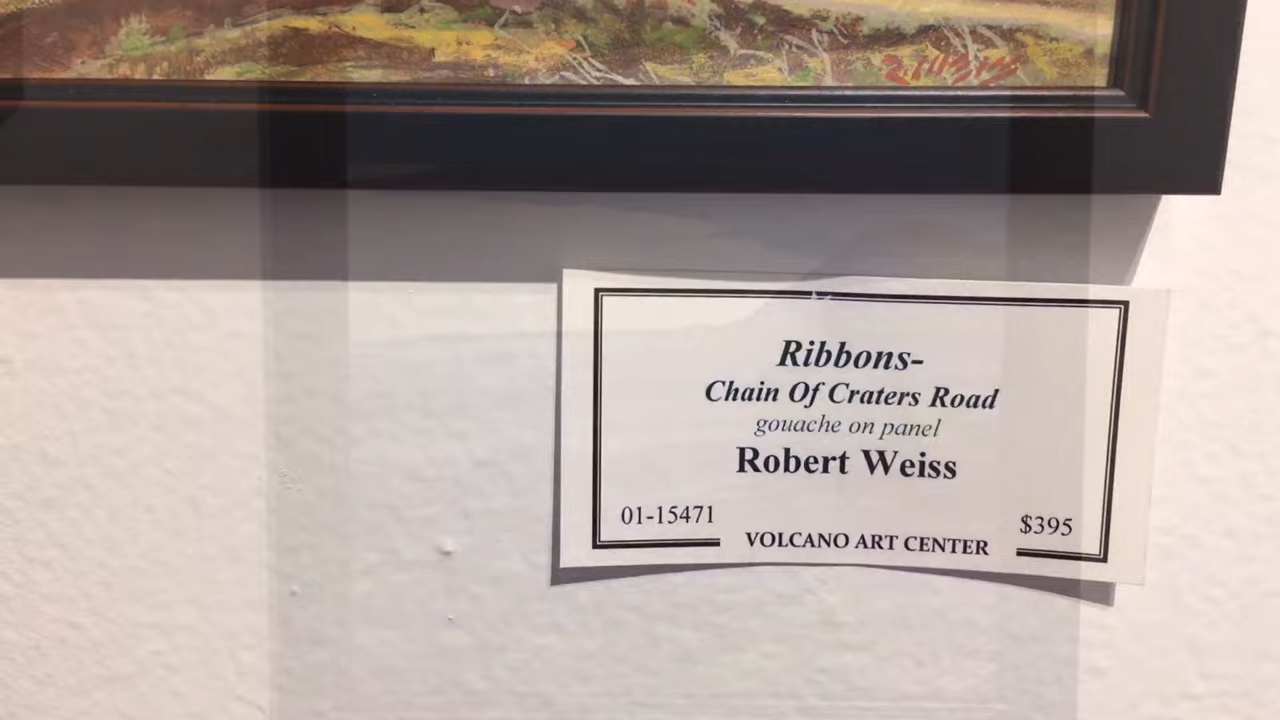 Ribbons-
Chain Of Craters Road
gouache on panel
Robert Weiss
01-15471
$395
VOLCANO ART CENTER